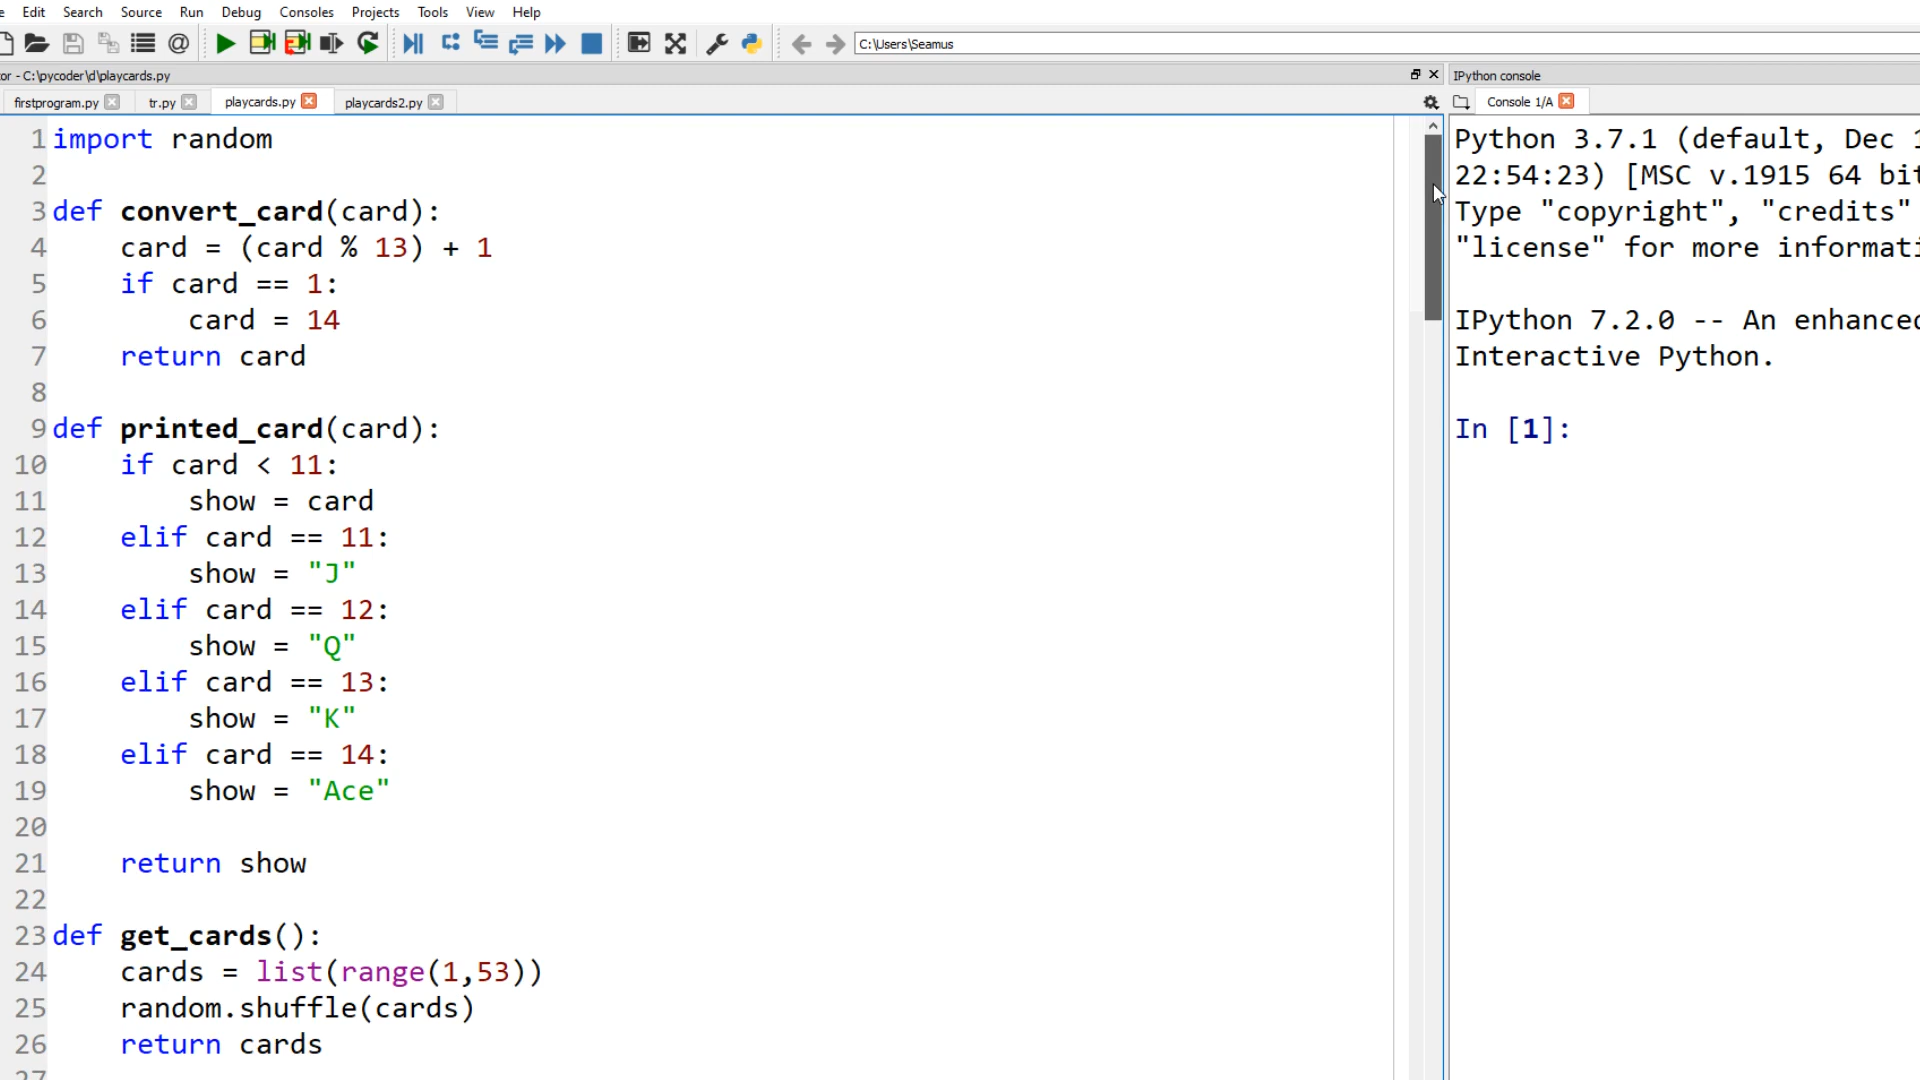 Edit Search Source Run Debug Consoles Projects Tools View Help
C:\Users\Seamus
or - C:\pycoder\d\playcards.py
IPython console
firstprogram.py tr.py playcards.py playcards2.py
Console 1/A
1 import random
2
3 def convert_card(card):
4 card = (card % 13) + 1
5 if card == 1:
6 card = 14
7 return card
8
9 def printed_card(card):
10 if card < 11:
11 show = card
12 elif card == 11:
13 show = "J"
14 elif card == 12:
15 show = "Q"
16 elif card == 13:
17 show = "K"
18 elif card == 14:
19 show = "Ace"
20
21 return show
22
23 def get_cards():
24 cards = list(range(1,53))
25 random.shuffle(cards)
26 return cards
27
Python 3.7.1 (default, Dec 1
22:54:23) [MSC v.1915 64 bit
Type "copyright", "credits"
"license" for more informati
IPython 7.2.0 -- An enhanced
Interactive Python.
In [1]: